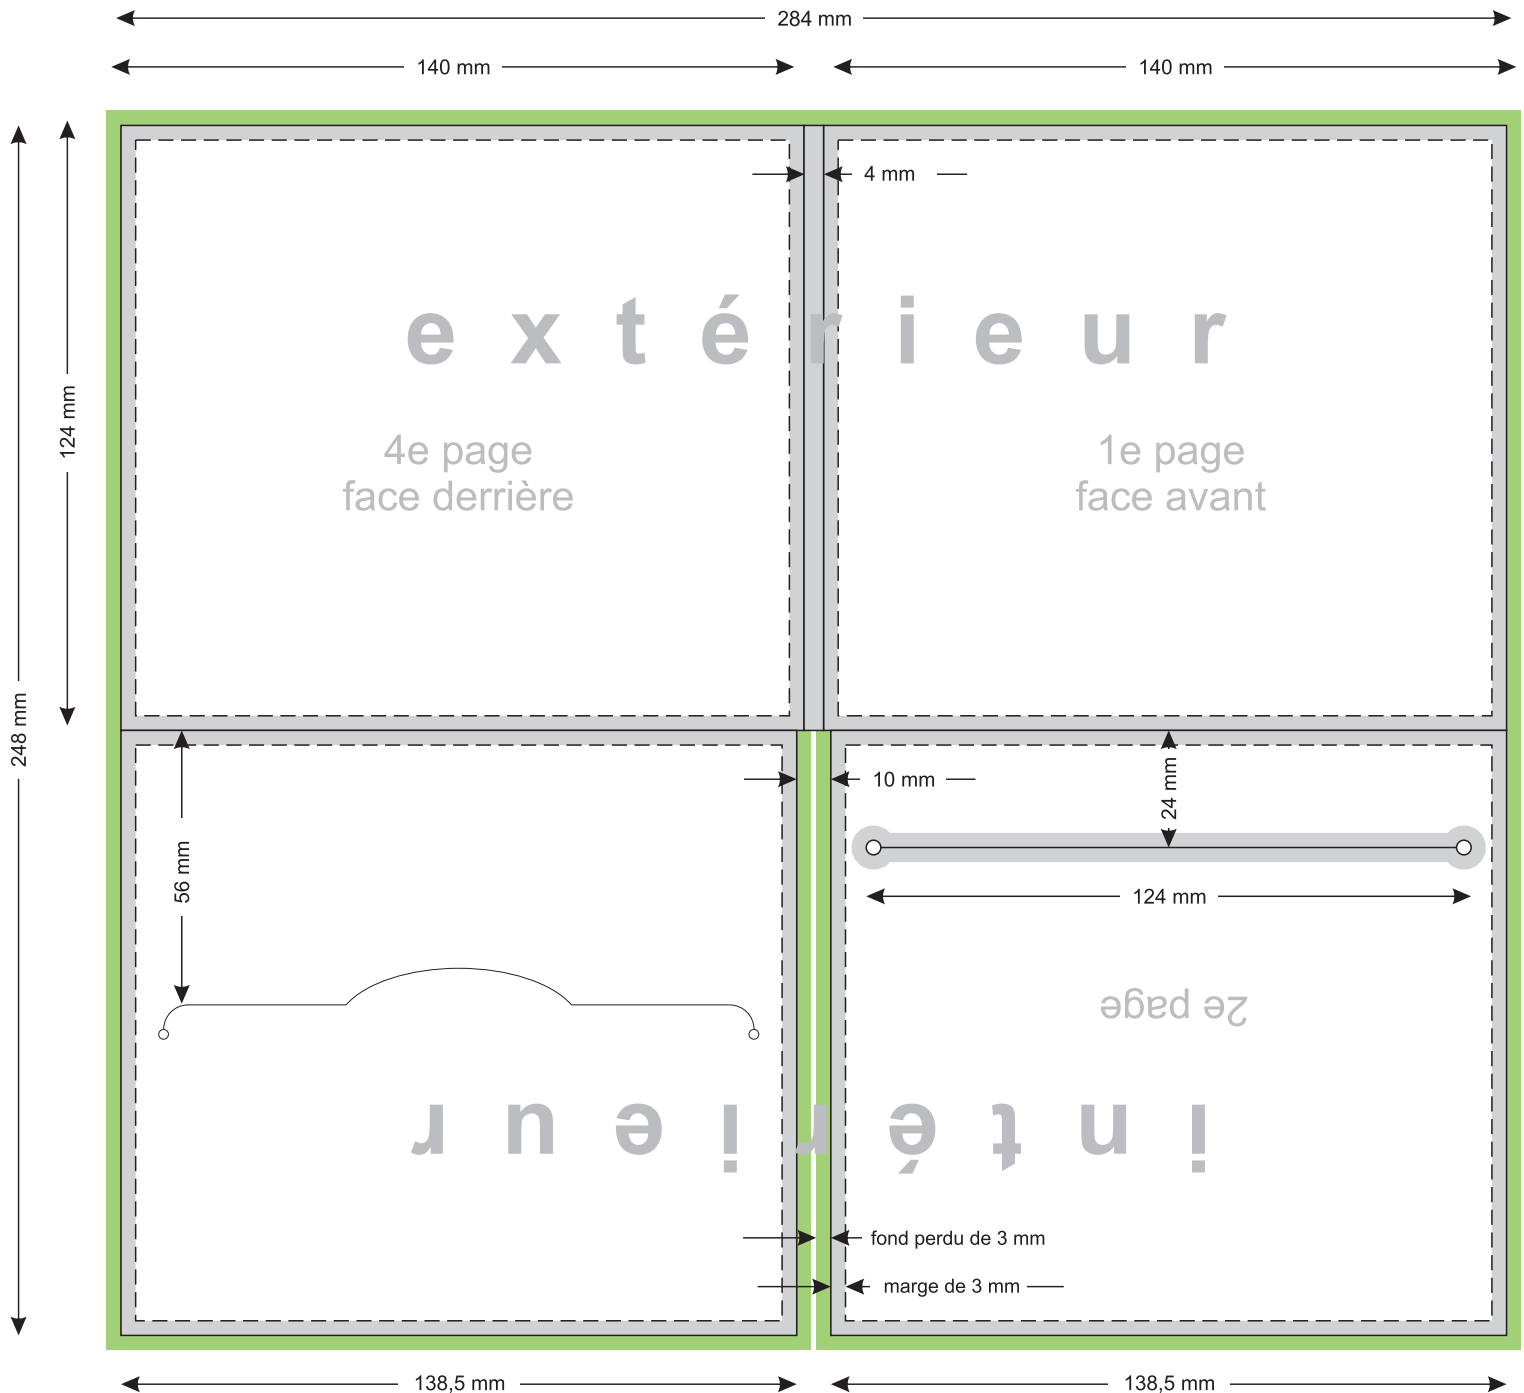 284 mm
140 mm
140 mm
4 mm
extérieur
124 mm
4e page
face derrière
1e page
face avant
248 mm
10 mm
24 mm
56 mm
124 mm
2e page
intérieur
fond perdu de 3 mm
marge de 3 mm
138,5 mm
138,5 mm